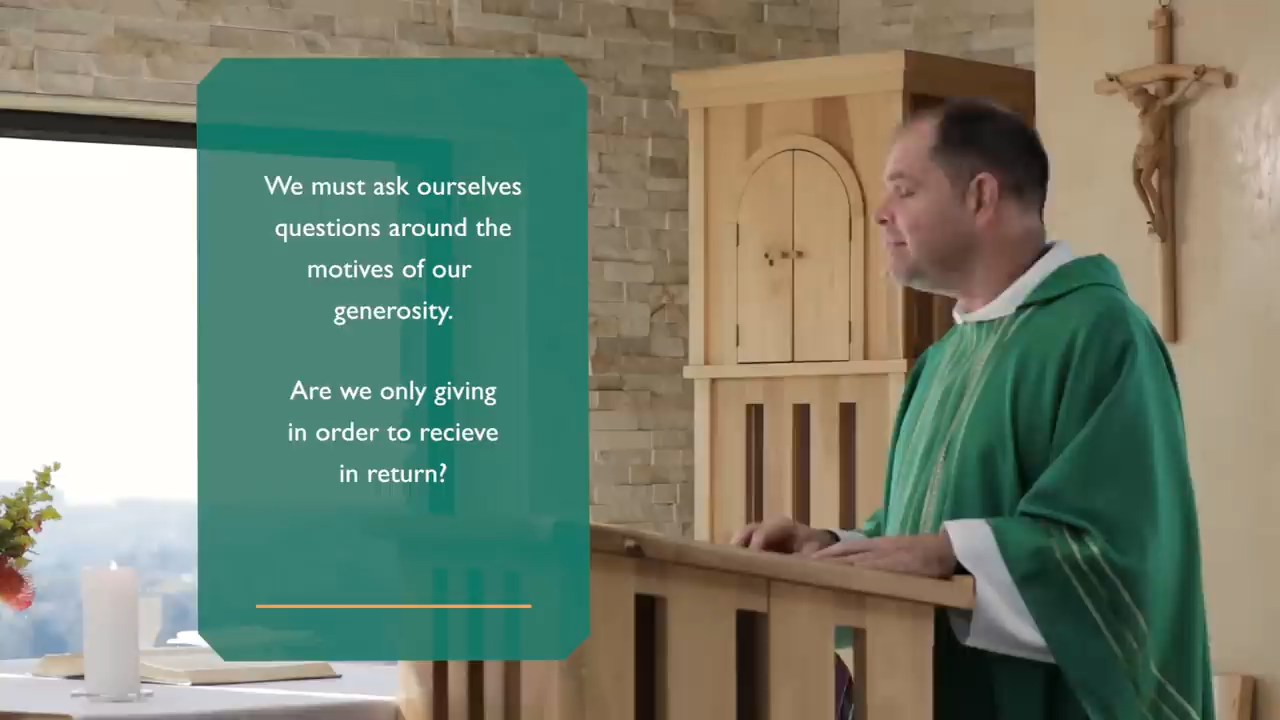 We must ask ourselves
questions around the
motives of our
generosity.
Are we only giving
in order to recieve
in return?